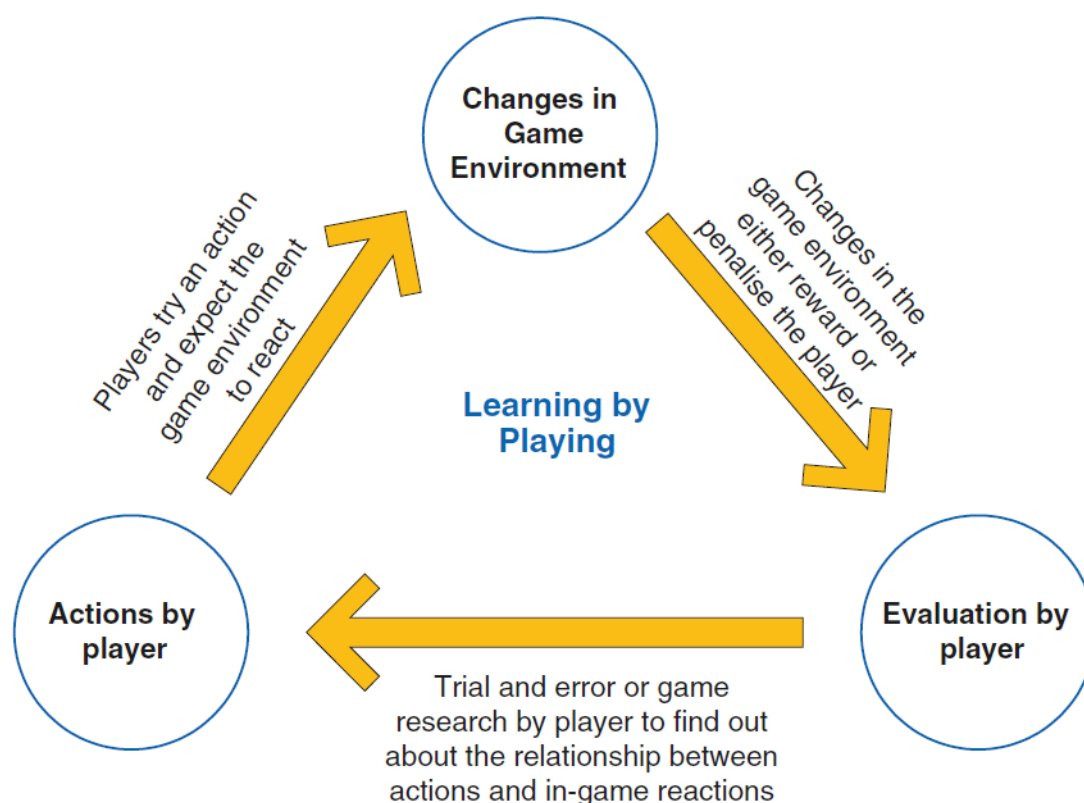 Changes in
Game
Environment
Players try an action
and expect the
game environment
to react
Changes in the
game environment
either reward or
penalise the player
Learning by
Playing
Actions by
player
Evaluation by
player
Trial and error or game
research by player to find out
about the relationship between
actions and in-game reactions